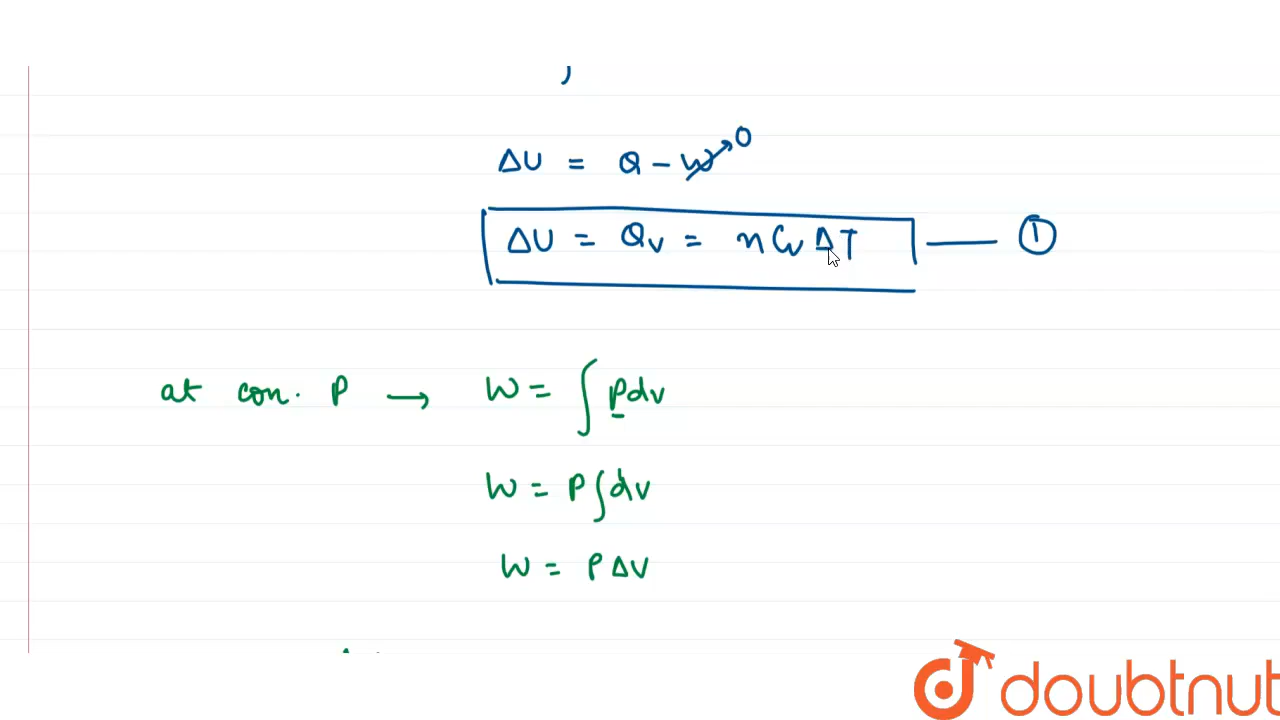 ΔU = Q - W → 0
ΔU = Qv = nCvΔT —— ①
at con. P → W = ∫ Pdv
W = P∫dv
W = PΔV
doubtnut